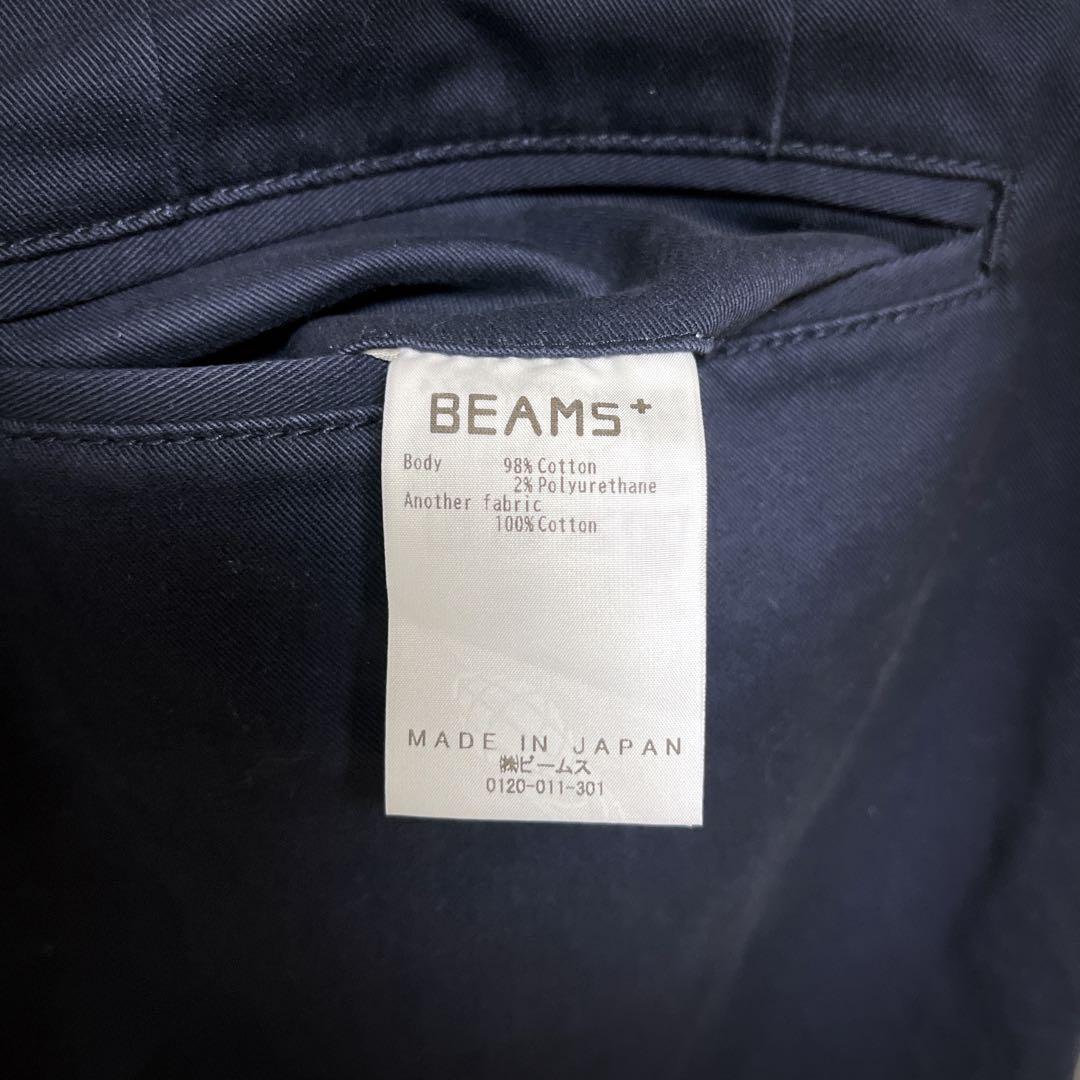 BEAMS+
Body 98% Cotton
2% Polyurethane
Another fabric
100% Cotton
MADE IN JAPAN
㈱ビームス
0120-011-301